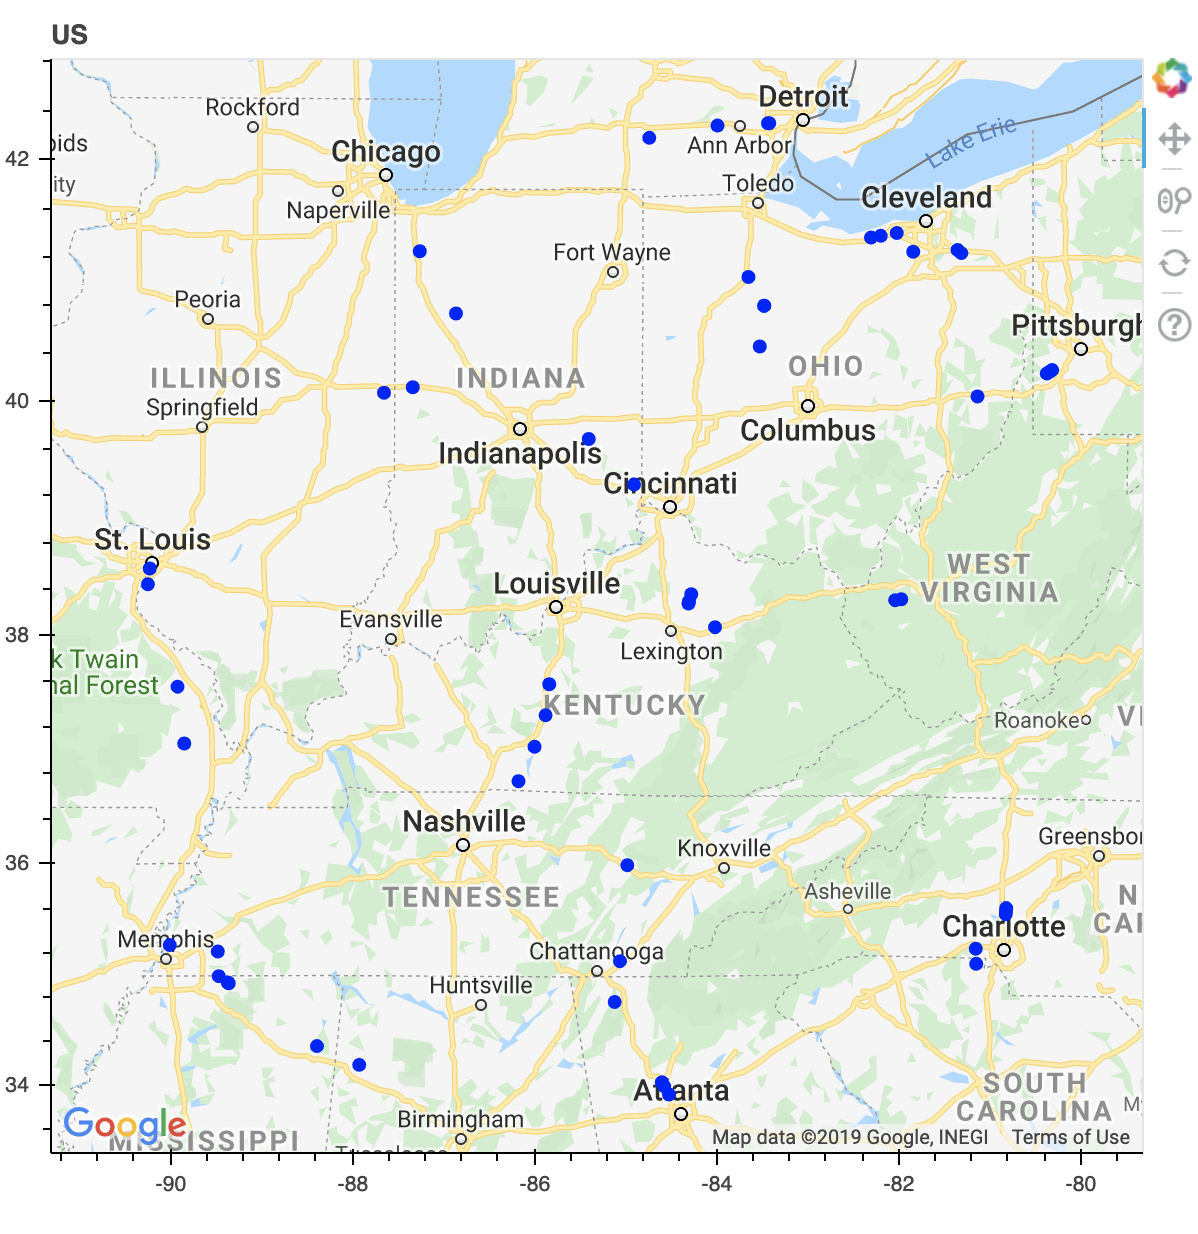 US
Detroit
Rockford
Chicago
Ann Arbor
Lake Erie
pids
ity
Naperville
Toledo
Cleveland
Fort Wayne
Peoria
Pittsburgh
ILLINOIS
INDIANA
OHIO
Springfield
Columbus
Indianapolis
Cincinnati
St. Louis
WEST
VIRGINIA
Louisville
Evansville
Lexington
k Twain
nal Forest
KENTUCKY
Roanoke
VI
Nashville
Knoxville
Greensbor
TENNESSEE
Asheville
N
CAR
Charlotte
Memphis
Chattanooga
Huntsville
Atlanta
SOUTH
CAROLINA
My
Birmingham
Google
MISSISSIPPI
Tuscaloosa
Map data ©2019 Google, INEGI Terms of Use
42
40
38
36
34
-90 -88 -86 -84 -82 -80